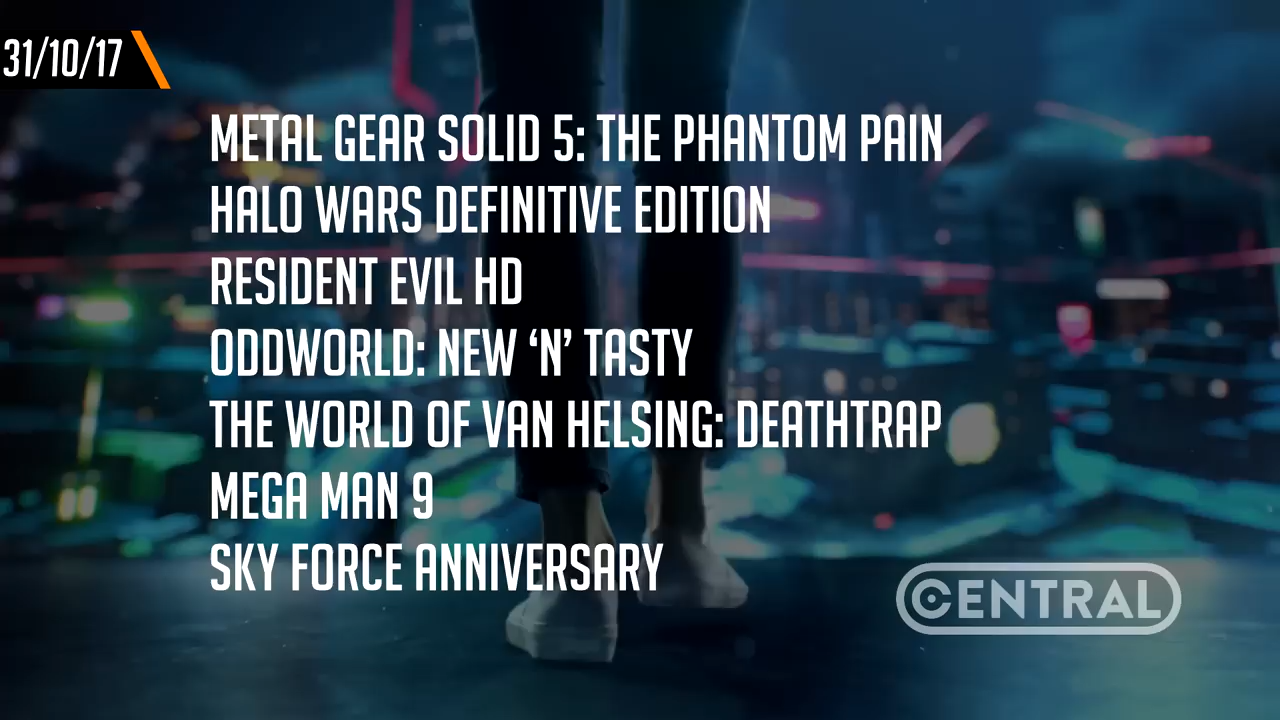 31/10/17
METAL GEAR SOLID 5: THE PHANTOM PAIN
HALO WARS DEFINITIVE EDITION
RESIDENT EVIL HD
ODDWORLD: NEW ‘N’ TASTY
THE WORLD OF VAN HELSING: DEATHTRAP
MEGA MAN 9
SKY FORCE ANNIVERSARY
CENTRAL